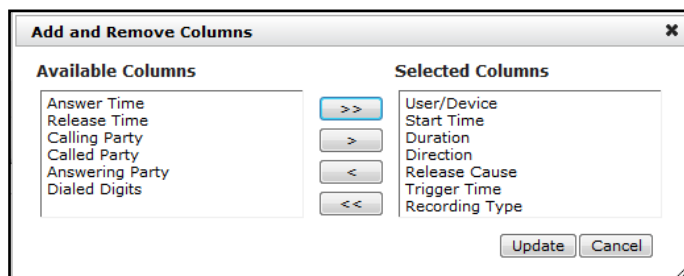 Add and Remove Columns
Available Columns
Answer Time
Release Time
Calling Party
Called Party
Answering Party
Dialed Digits
>>
>
<
<<
Selected Columns
User/Device
Start Time
Duration
Direction
Release Cause
Trigger Time
Recording Type
Update Cancel